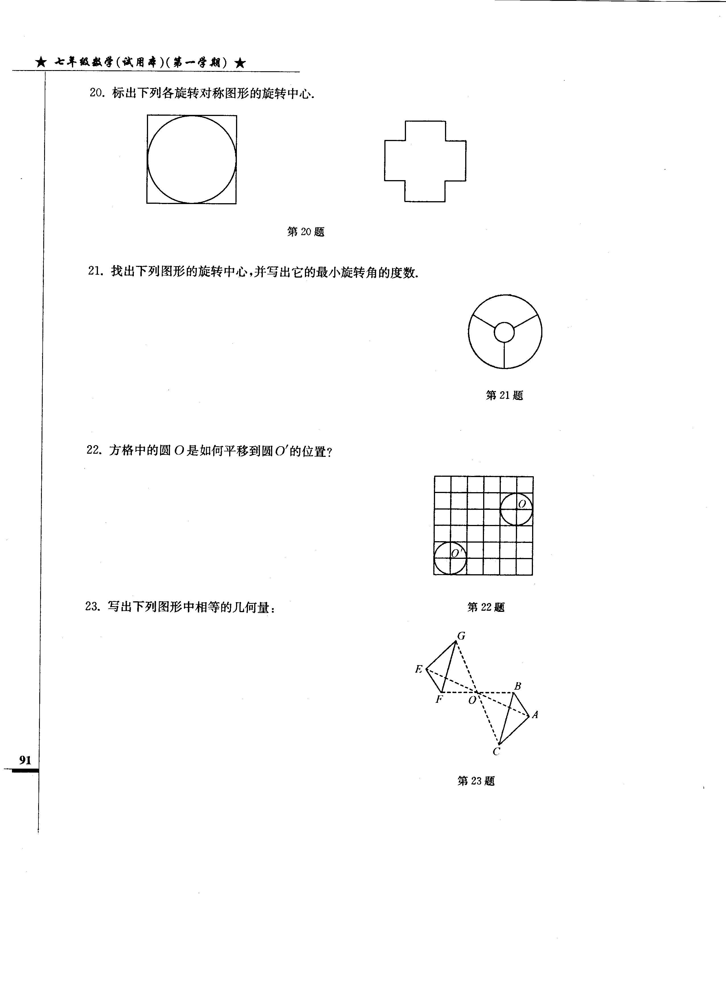 ★ 七年级数学(试用本)(第一学期) ★
20. 标出下列各旋转对称图形的旋转中心.
第 20 题
21. 找出下列图形的旋转中心,并写出它的最小旋转角的度数.
第 21 题
22. 方格中的圆 O 是如何平移到圆 O′的位置?
O
O′
23. 写出下列图形中相等的几何量:
第 22 题
G
E
B
F
O
A
C
91
第 23 题